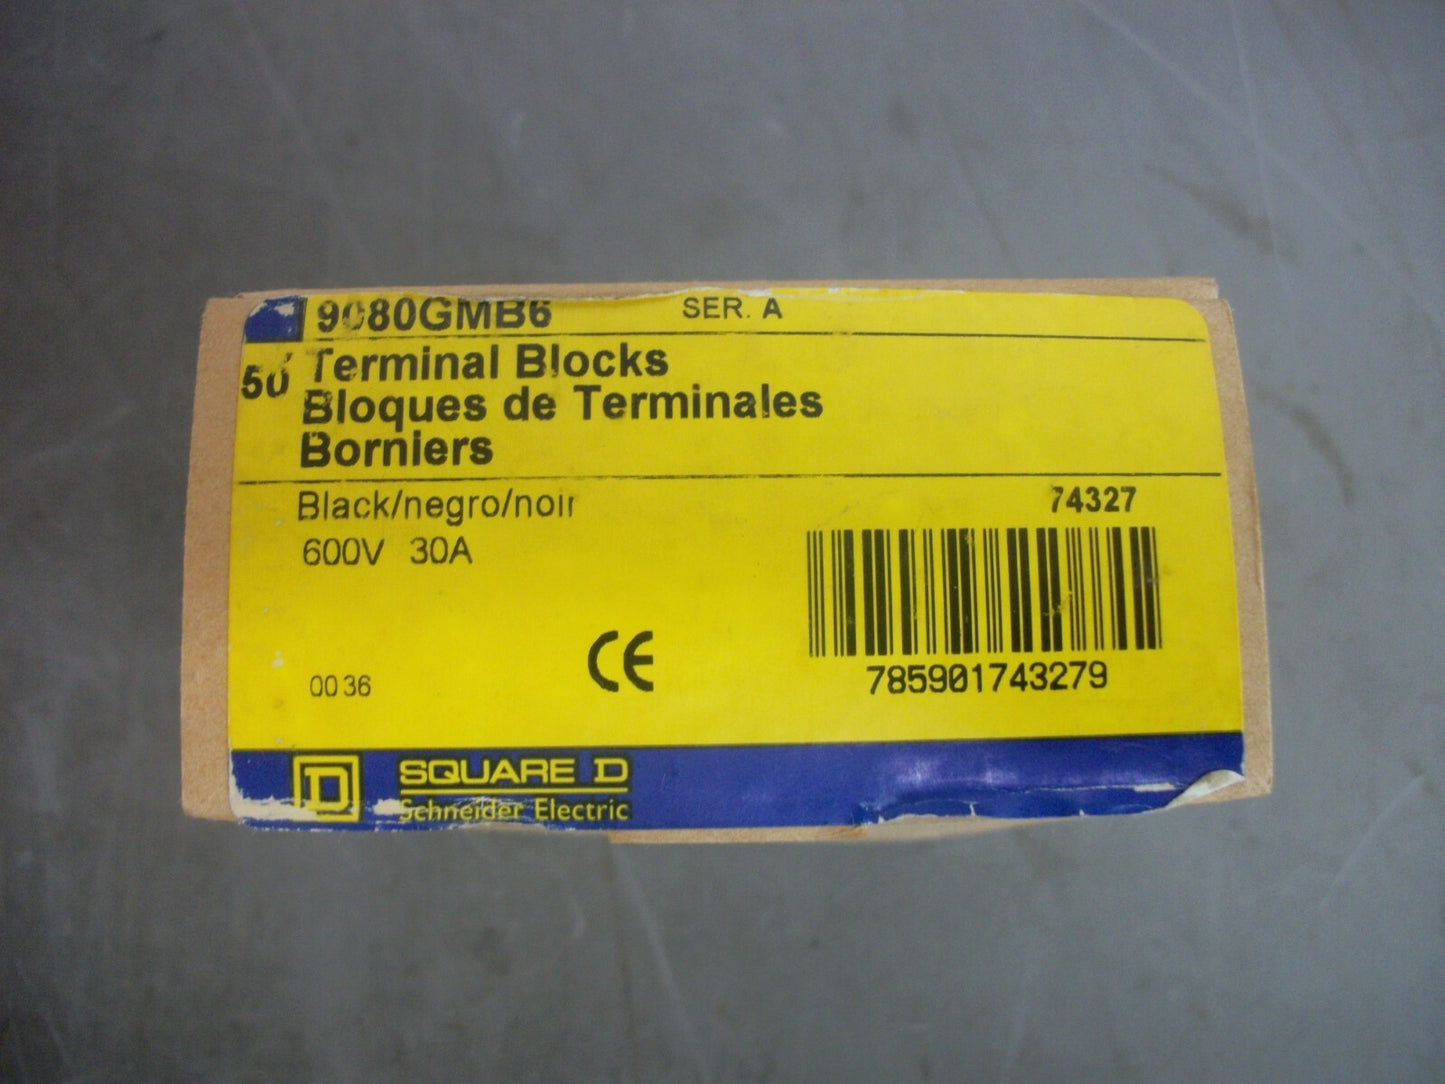 9080GMB6 SER. A
50 Terminal Blocks
Bloques de Terminales
Borniers
Black/negro/noir 74327
600V 30A
CE
785901743279
0036
D SQUARE D
Schneider Electric